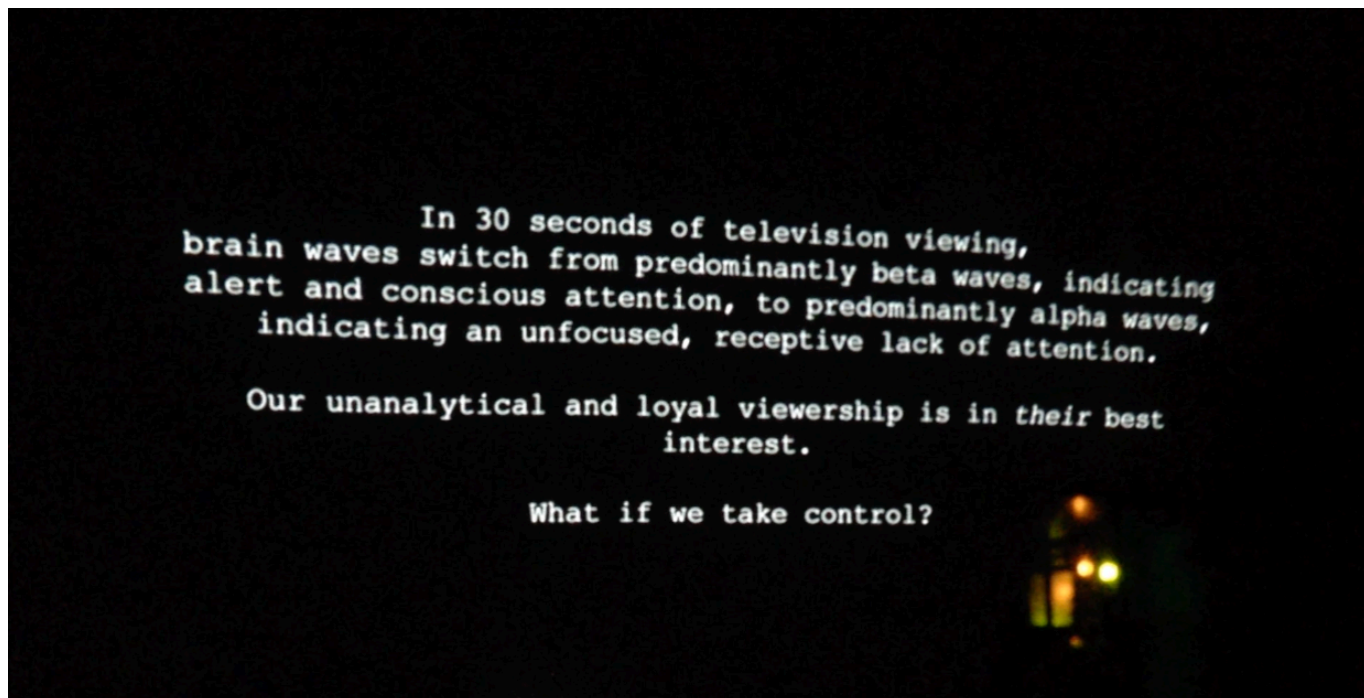 In 30 seconds of television viewing,
brain waves switch from predominantly beta waves, indicating
alert and conscious attention, to predominantly alpha waves,
indicating an unfocused, receptive lack of attention.
Our unanalytical and loyal viewership is in their best
interest.
What if we take control?